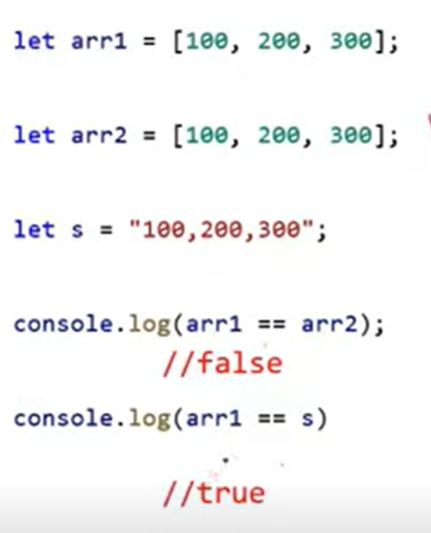 let arr1 = [100, 200, 300];
let arr2 = [100, 200, 300];
let s = "100,200,300";
console.log(arr1 == arr2);
//false
console.log(arr1 == s)
//true